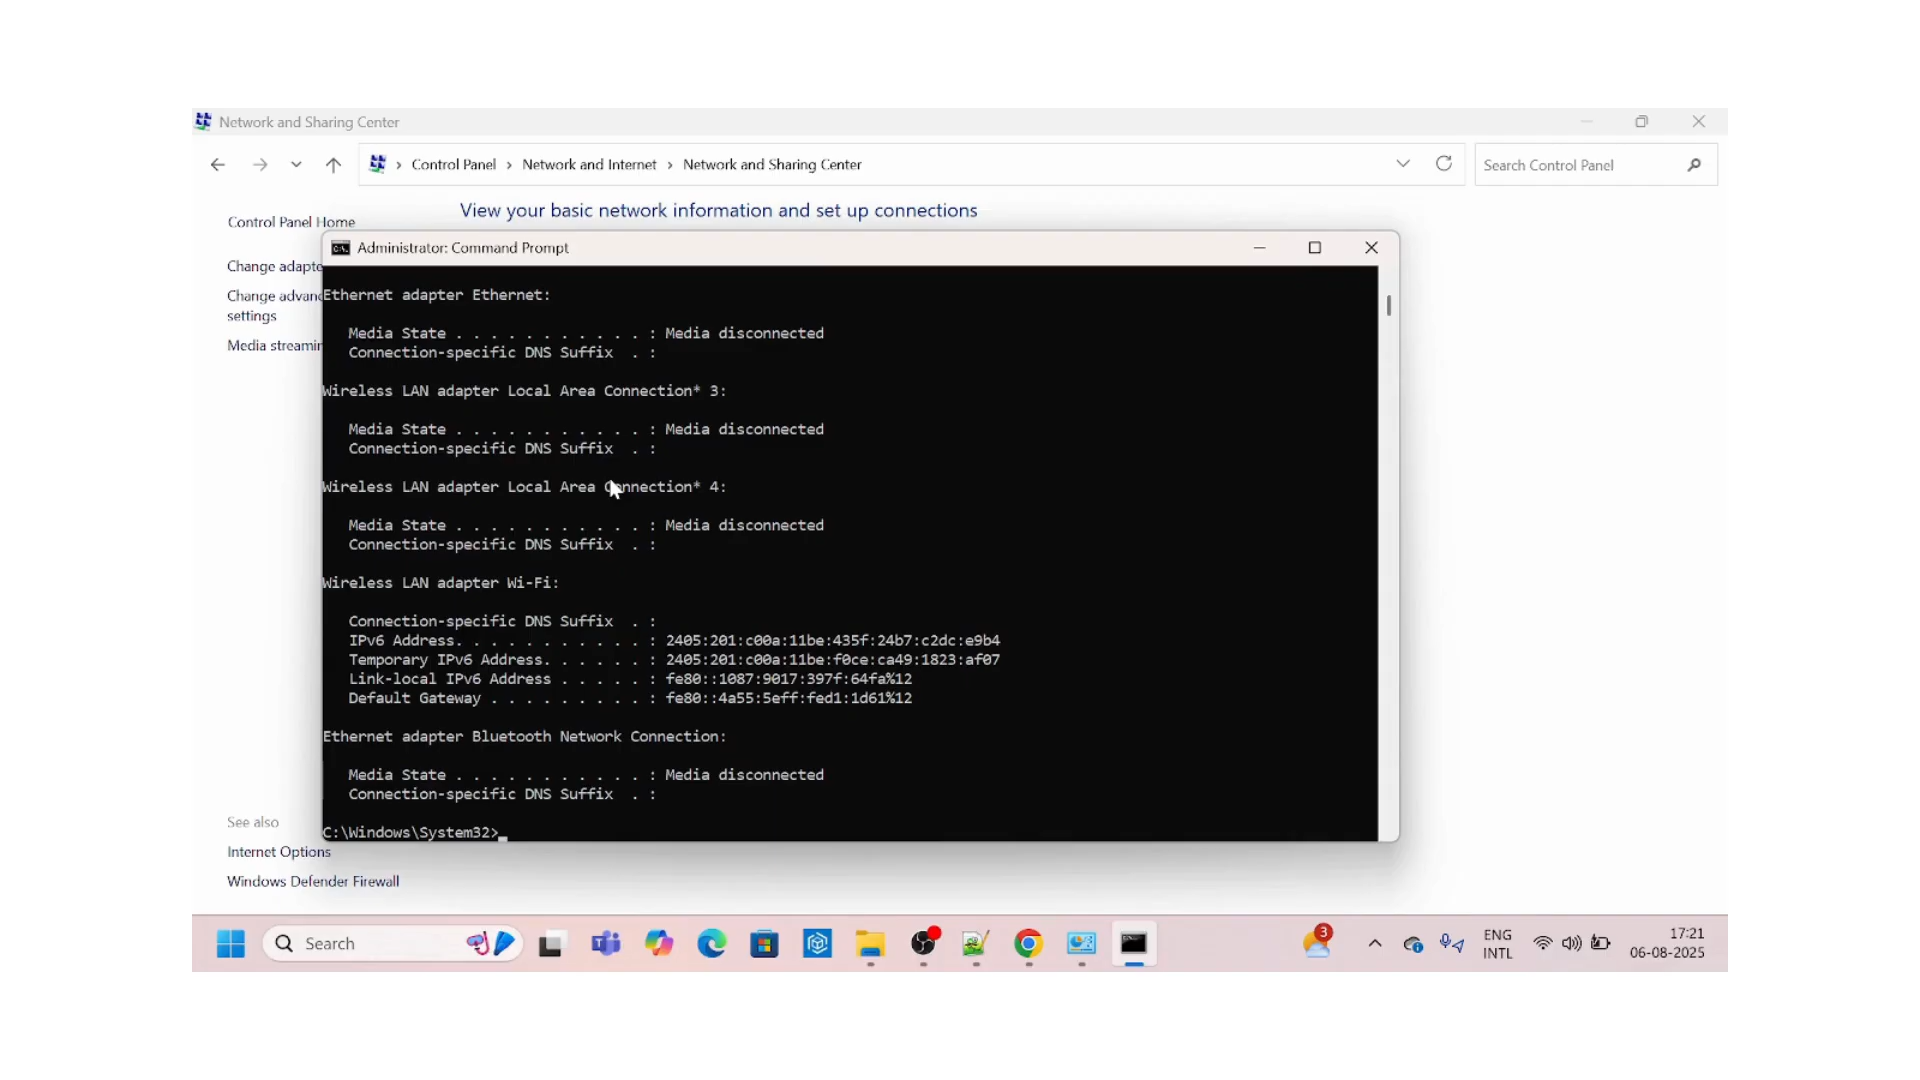 Network and Sharing Center
Control Panel > Network and Internet > Network and Sharing Center
Search Control Panel
Control Panel Home
View your basic network information and set up connections
Change adapte
Change advanc
settings
Media streamin
Administrator: Command Prompt
Ethernet adapter Ethernet:
Media State . . . . . . . . . . . : Media disconnected
Connection-specific DNS Suffix . :
Wireless LAN adapter Local Area Connection* 3:
Media State . . . . . . . . . . . : Media disconnected
Connection-specific DNS Suffix . :
Wireless LAN adapter Local Area Connection* 4:
Media State . . . . . . . . . . . : Media disconnected
Connection-specific DNS Suffix . :
Wireless LAN adapter Wi-Fi:
Connection-specific DNS Suffix . :
IPv6 Address. . . . . . . . . . . : 2405:201:c00a:11be:435f:24b7:c2dc:e9b4
Temporary IPv6 Address. . . . . . : 2405:201:c00a:11be:f0ce:ca49:1823:af07
Link-local IPv6 Address . . . . . : fe80::1087:9017:397f:64fa%12
Default Gateway . . . . . . . . . : fe80::4a55:5eff:fed1:1d61%12
Ethernet adapter Bluetooth Network Connection:
Media State . . . . . . . . . . . : Media disconnected
Connection-specific DNS Suffix . :
C:\Windows\System32>
See also
Internet Options
Windows Defender Firewall
Search
3
ENG
INTL
17:21
06-08-2025